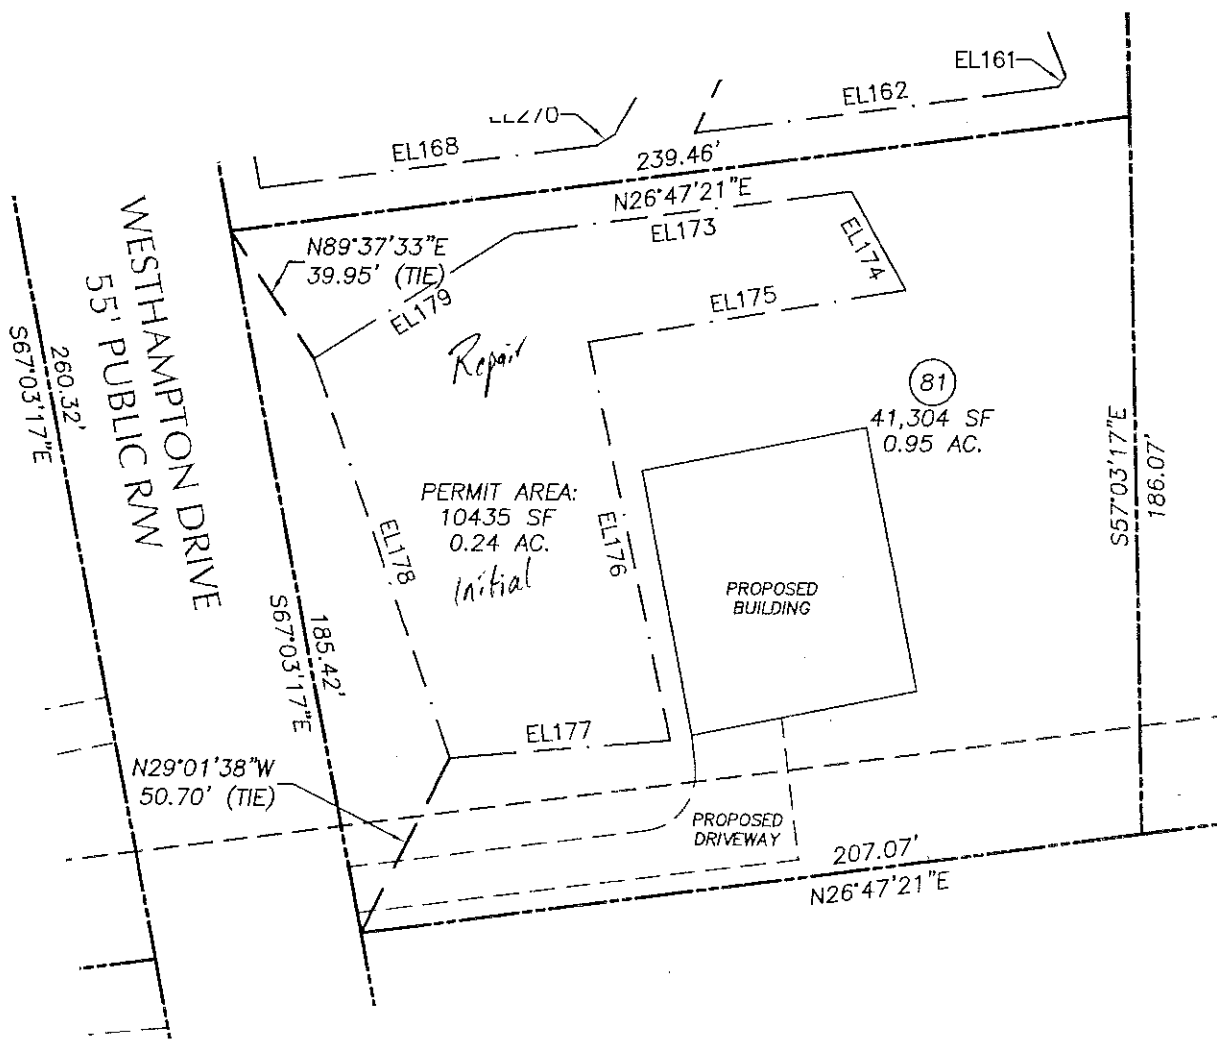 EL161
EL162
EL168
239.46'
N26°47'21"E
EL173
EL174
N89°37'33"E
39.95' (TIE)
EL179
EL175
Repair
81
41,304 SF
0.95 AC.
WESTHAMPTON DRIVE
55' PUBLIC R/W
260.32'
S67°03'17"E
S57°03'17"E
186.07'
PERMIT AREA:
10435 SF
0.24 AC.
Initial
EL178
EL176
PROPOSED
BUILDING
185.42'
S67°03'17"E
EL177
N29°01'38"W
50.70' (TIE)
PROPOSED
DRIVEWAY
207.07'
N26°47'21"E